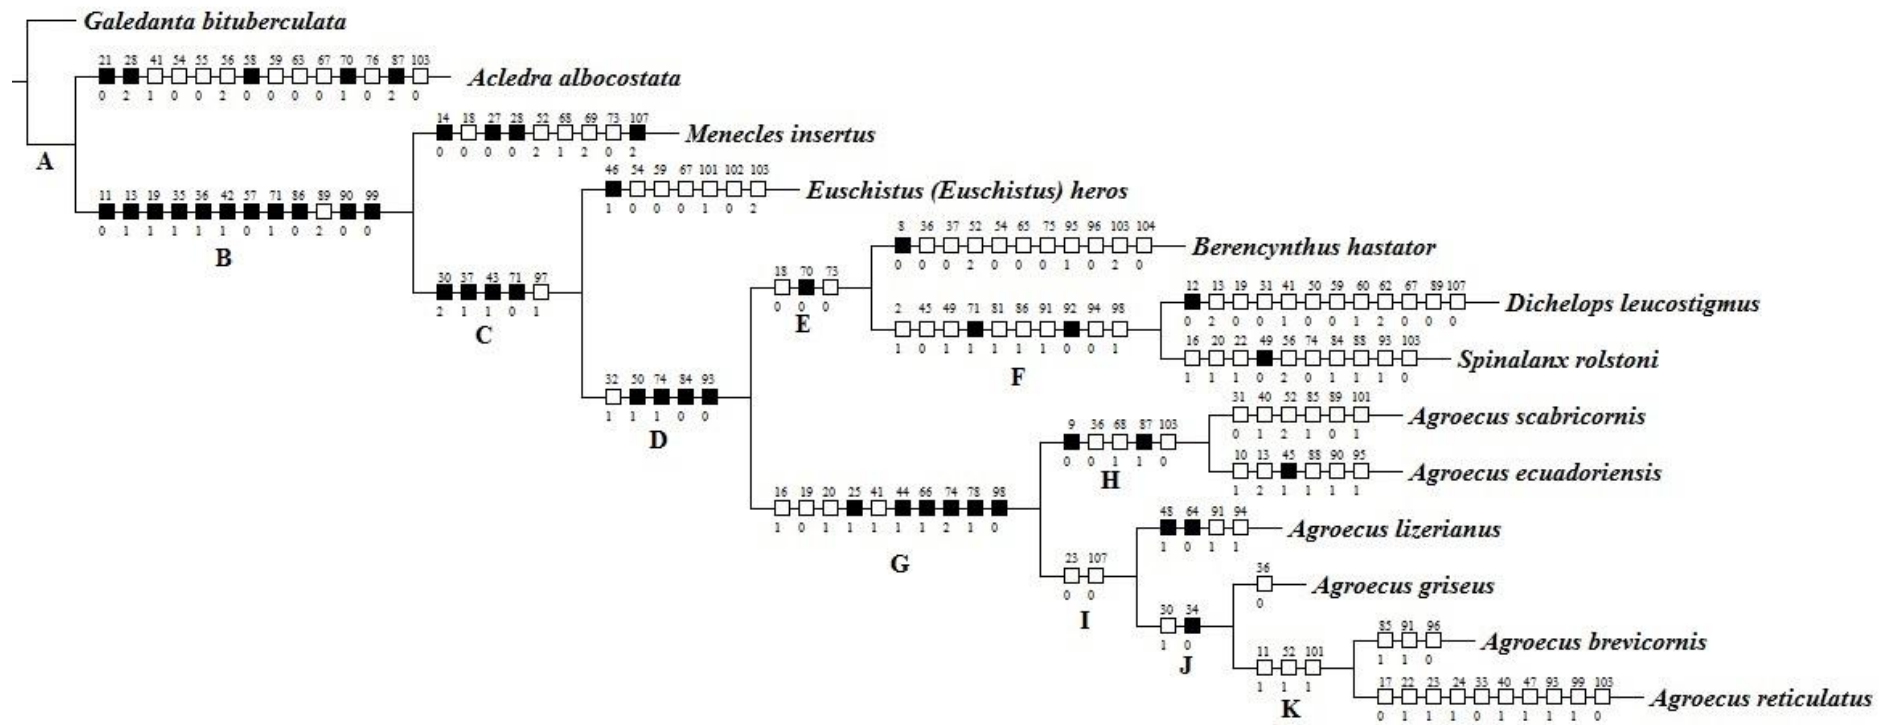 Galedanta bituberculata
21 28 41 54 55 56 58 59 63 67 70 76 87 103
Acledra albocostata
0 2 1 0 0 2 0 0 0 0 1 0 2 0
14 18 27 28 52 68 69 73 107
Menecles insertus
0 0 0 0 2 1 2 0 2
A
46 54 59 67 101 102 103
Euschistus (Euschistus) heros
1 0 0 0 1 0 2
11 13 19 35 36 42 57 71 86 89 90 99
0 1 1 1 1 1 0 1 0 2 0 0
B
8 36 37 52 54 65 75 95 96 103 104
Berencynthus hastator
0 0 0 2 0 0 0 1 0 2 0
30 37 43 71 97
2 1 1 0 1
C
18 70 73
0 0 0
E
12 13 19 31 41 50 59 60 62 67 89 107
Dichelops leucostigmus
0 2 0 0 1 0 0 1 2 0 0 0
2 45 49 71 81 86 91 92 94 98
1 0 1 1 1 1 1 0 0 1
F
16 20 22 49 56 74 84 88 93 103
Spinalanx rolstoni
1 1 1 0 2 0 1 1 1 0
32 50 74 84 93
1 1 1 0 0
D
31 40 52 85 89 101
Agroecus scabricornis
0 1 2 1 0 1
9 36 68 87 103
0 0 1 1 0
H
10 13 45 88 90 95
Agroecus ecuadoriensis
1 2 1 1 1 1
16 19 20 25 41 44 66 74 78 98
1 0 1 1 1 1 1 2 1 0
G
48 64 91 94
Agroecus lizerianus
1 0 1 1
23 107
0 0
I
36
Agroecus griseus
0
30 34
1 0
J
85 91 96
Agroecus brevicornis
1 1 0
11 52 101
1 1 1
K
17 22 23 24 33 40 47 93 99 103
Agroecus reticulatus
0 1 1 1 0 1 1 1 1 0